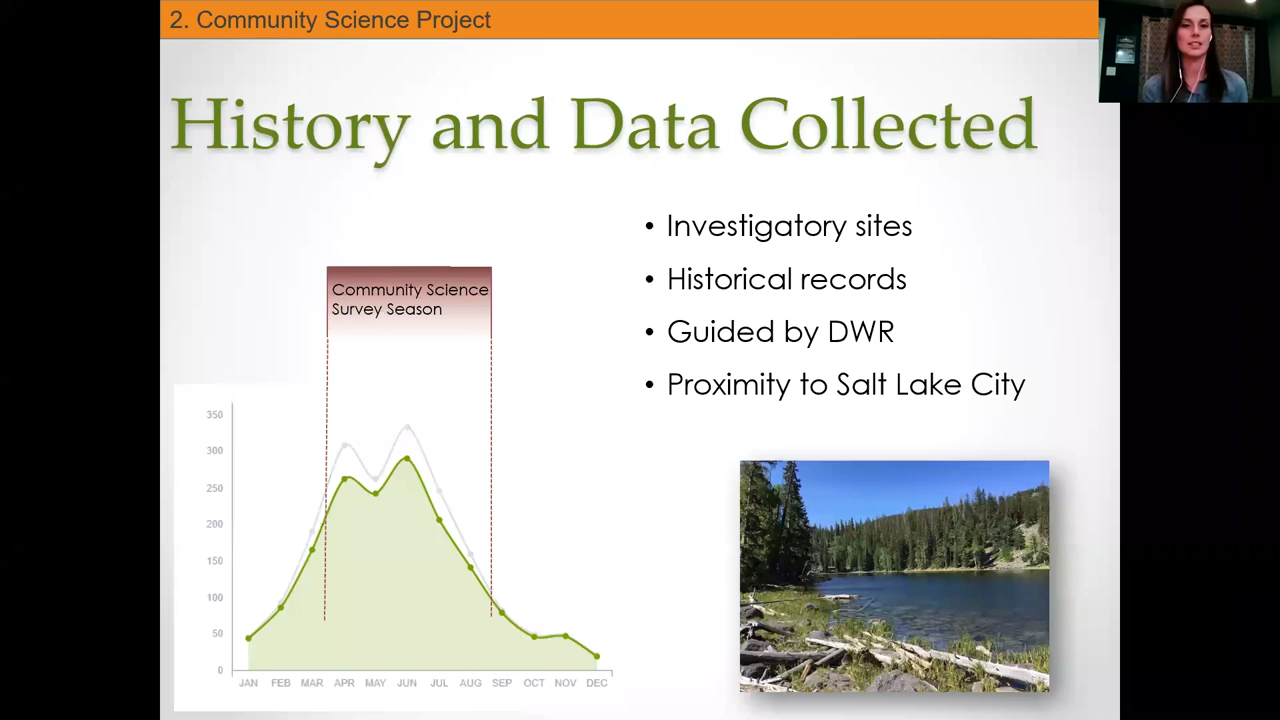 2. Community Science Project
History and Data Collected
• Investigatory sites
• Historical records
• Guided by DWR
• Proximity to Salt Lake City
Community Science
Survey Season
350
300
250
200
150
100
50
0
JAN FEB MAR APR MAY JUN JUL AUG SEP OCT NOV DEC